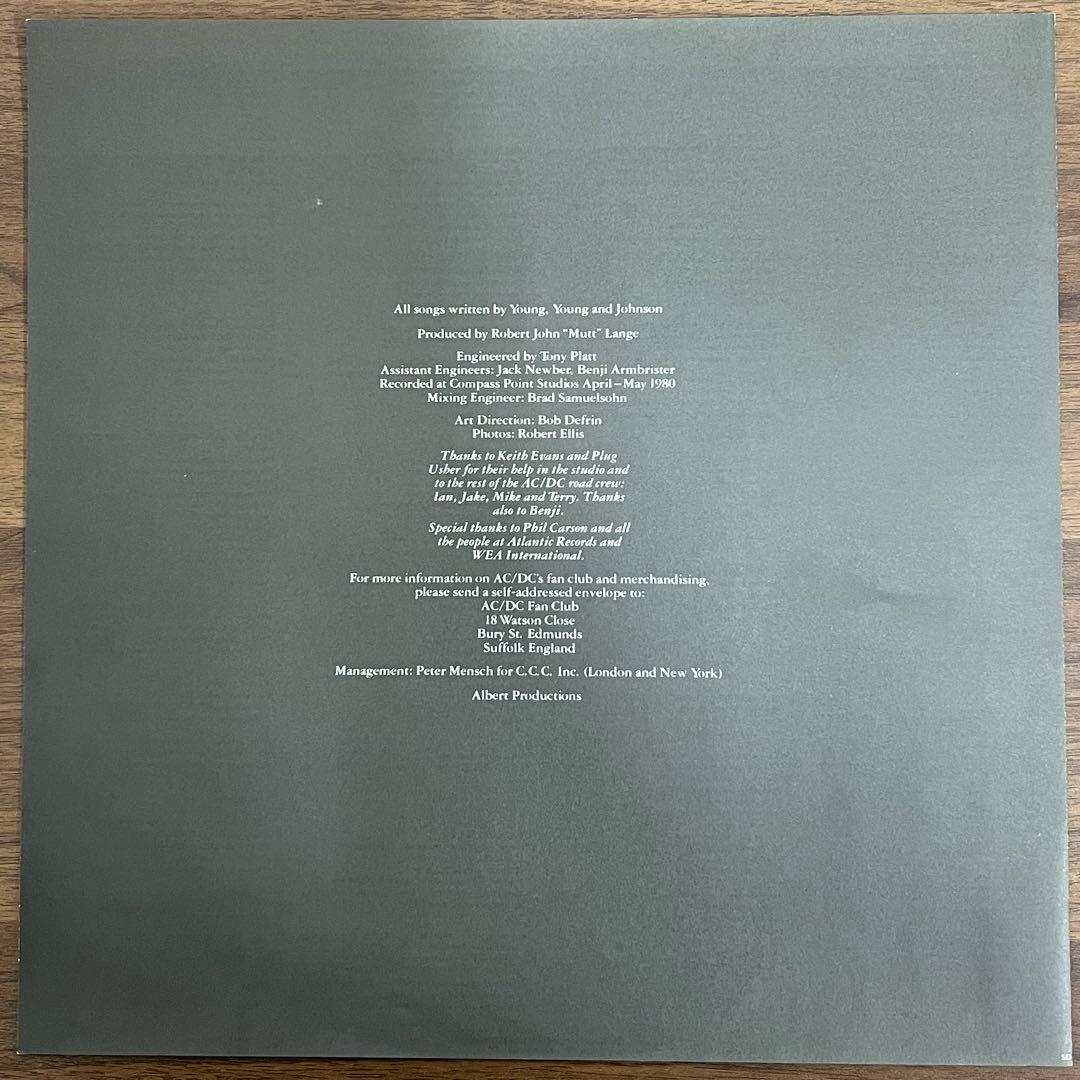 All songs written by Young, Young and Johnson
Produced by Robert John "Mutt" Lange
Engineered by Tony Platt
Assistant Engineers: Jack Newber, Benji Armbrister
Recorded at Compass Point Studios April–May 1980
Mixing Engineer: Brad Samuelsohn
Art Direction: Bob Defrin
Photos: Robert Ellis
Thanks to Keith Evans and Plug
Usher for their help in the studio and
to the rest of the AC/DC road crew:
Ian, Jake, Mike and Terry. Thanks
also to Benji.
Special thanks to Phil Carson and all
the people at Atlantic Records and
WEA International.
For more information on AC/DC's fan club and merchandising,
please send a self-addressed envelope to:
AC/DC Fan Club
18 Watson Close
Bury St. Edmunds
Suffolk England
Management: Peter Mensch for C.C.C. Inc. (London and New York)
Albert Productions
SD